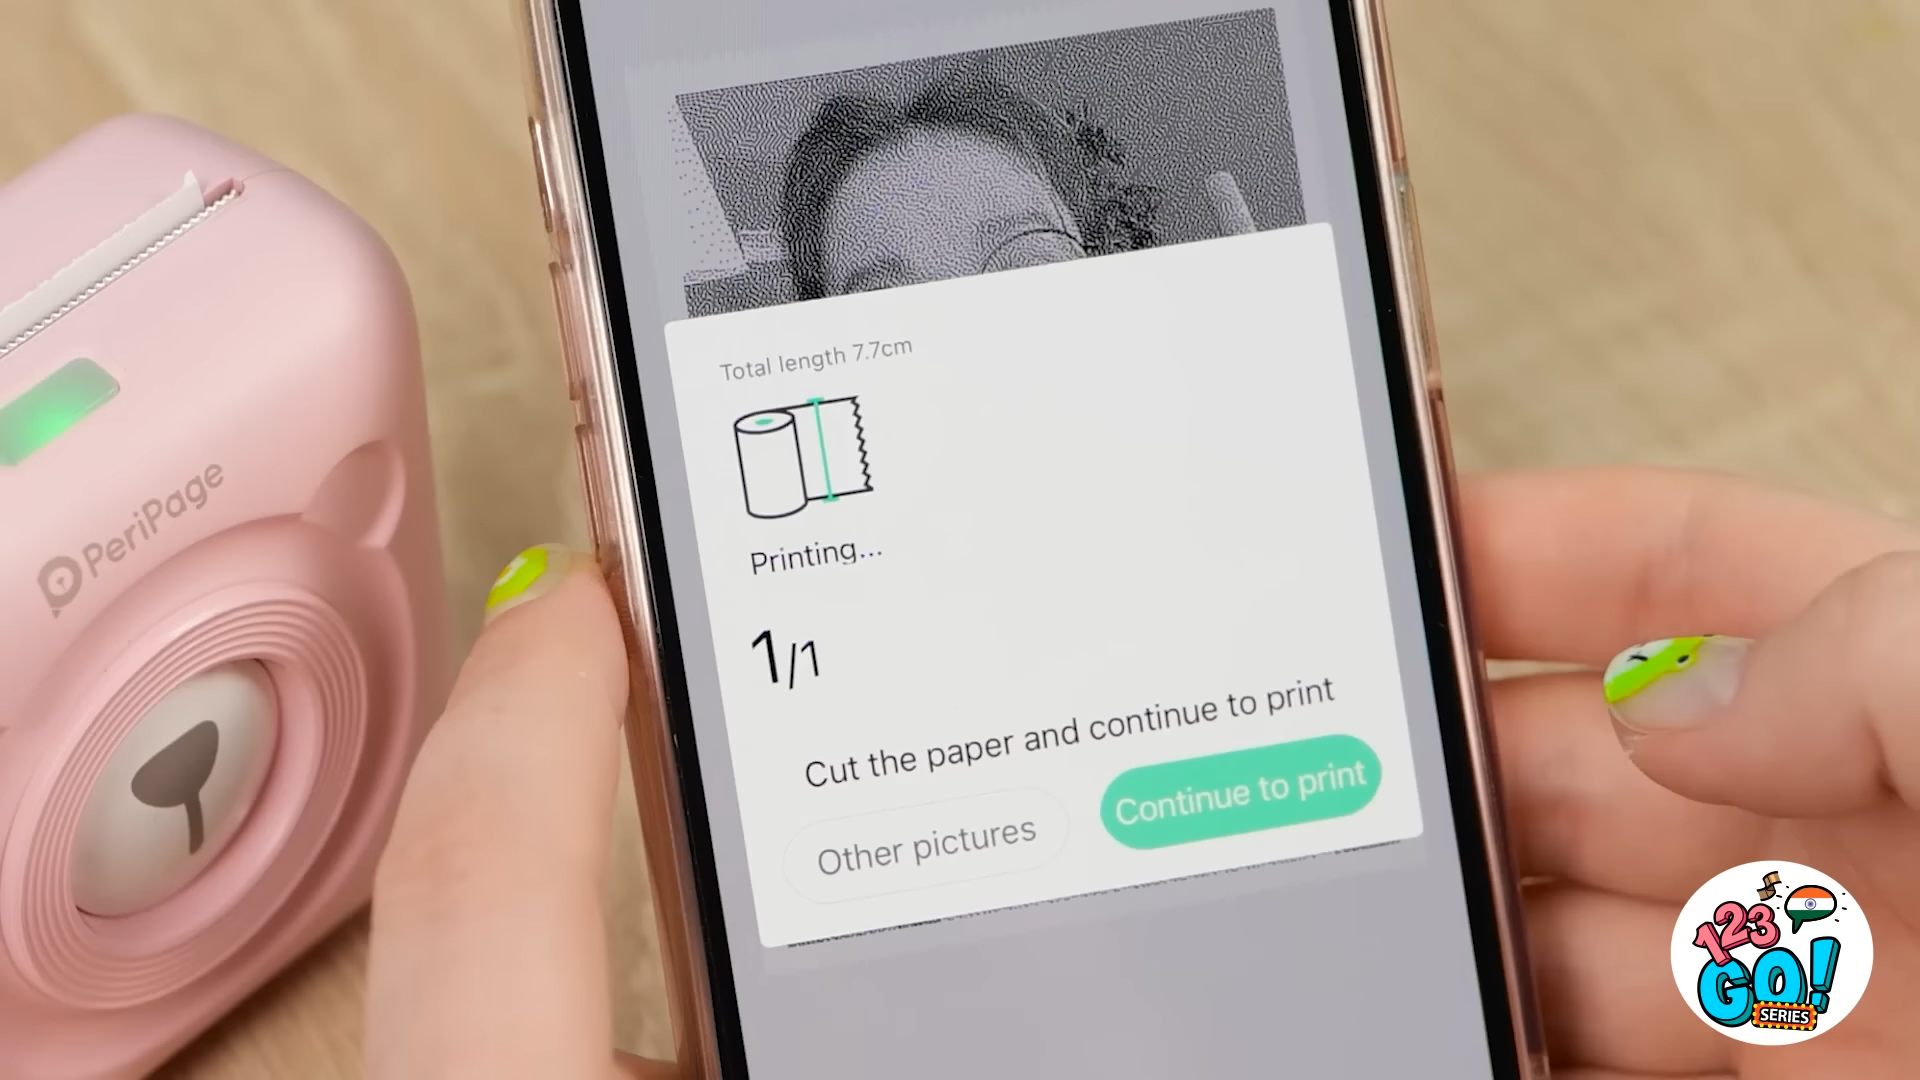 Total length 7.7cm
Printing...
1/1
Cut the paper and continue to print
Other pictures
Continue to print
PeriPage
123
GO!
SERIES